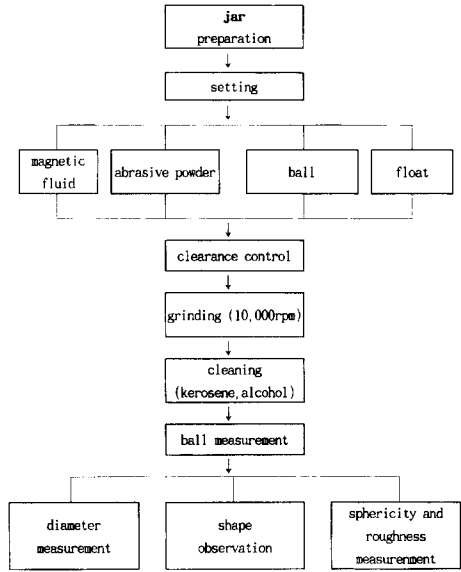 jar
preparation
setting
magnetic
fluid
abrasive powder
ball
float
clearance control
grinding (10,000rpm)
cleaning
(kerosene, alcohol)
ball measurement
diameter
measurement
shape
observation
sphericity and
roughness
measurenment